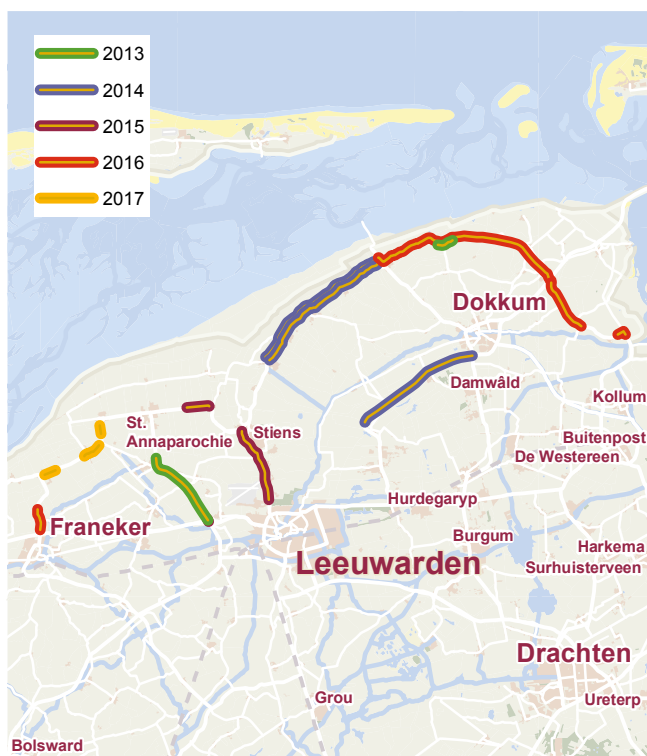 2013
2014
2015
2016
2017
Dokkum
Damwâld
Kollum
St.
Annaparochie
Stiens
Buitenpost
De Westereen
Hurdegaryp
Franeker
Burgum
Harkema
Leeuwarden
Surhuisterveen
Drachten
Grou
Ureterp
Bolsward